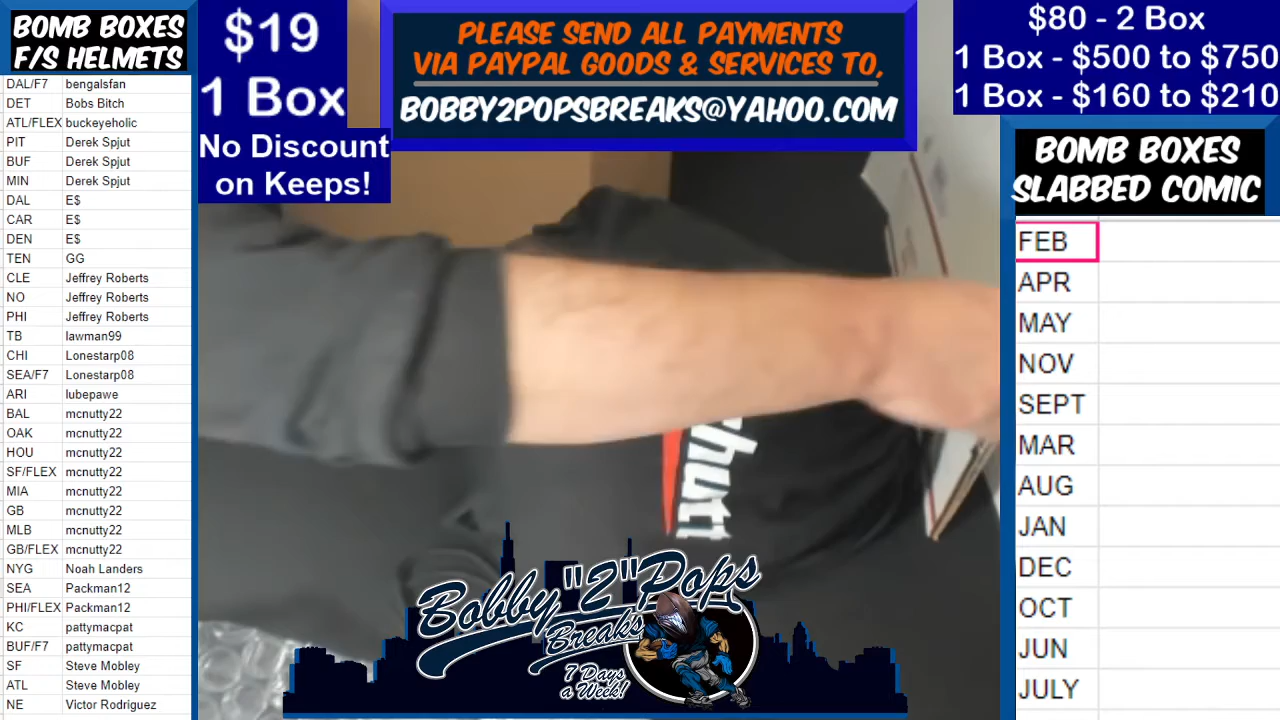 BOMB BOXES
F/S HELMETS
DAL/F7 bengalsfan
DET Bobs Bitch
ATL/FLEX buckeyeholic
PIT Derek Spjut
BUF Derek Spjut
MIN Derek Spjut
DAL E$
CAR E$
DEN E$
TEN GG
CLE Jeffrey Roberts
NO Jeffrey Roberts
PHI Jeffrey Roberts
TB lawman99
CHI Lonestarp08
SEA/F7 Lonestarp08
ARI lubepawe
BAL mcnutty22
OAK mcnutty22
HOU mcnutty22
SF/FLEX mcnutty22
MIA mcnutty22
GB mcnutty22
MLB mcnutty22
GB/FLEX mcnutty22
NYG Noah Landers
SEA Packman12
PHI/FLEX Packman12
KC pattymacpat
BUF/F7 pattymacpat
SF Steve Mobley
ATL Steve Mobley
NE Victor Rodriguez
$19
1 Box
No Discount
on Keeps!
PLEASE SEND ALL PAYMENTS
VIA PAYPAL GOODS & SERVICES TO,
BOBBY2POPSBREAKS@YAHOO.COM
$80 - 2 Box
1 Box - $500 to $750
1 Box - $160 to $210
BOMB BOXES
SLABBED COMIC
FEB
APR
MAY
NOV
SEPT
MAR
AUG
JAN
DEC
OCT
JUN
JULY
Bobby "2" Pops
Breaks
7 Days
a Week!